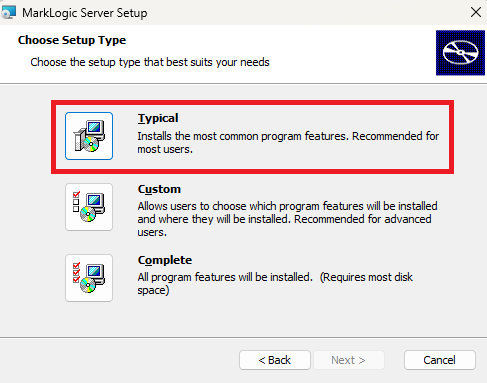 MarkLogic Server Setup
Choose Setup Type
Choose the setup type that best suits your needs
Typical
Installs the most common program features. Recommended for
most users.
Custom
Allows users to choose which program features will be installed
and where they will be installed. Recommended for advanced
users.
Complete
All program features will be installed.  (Requires most disk
space)
< Back
Next >
Cancel